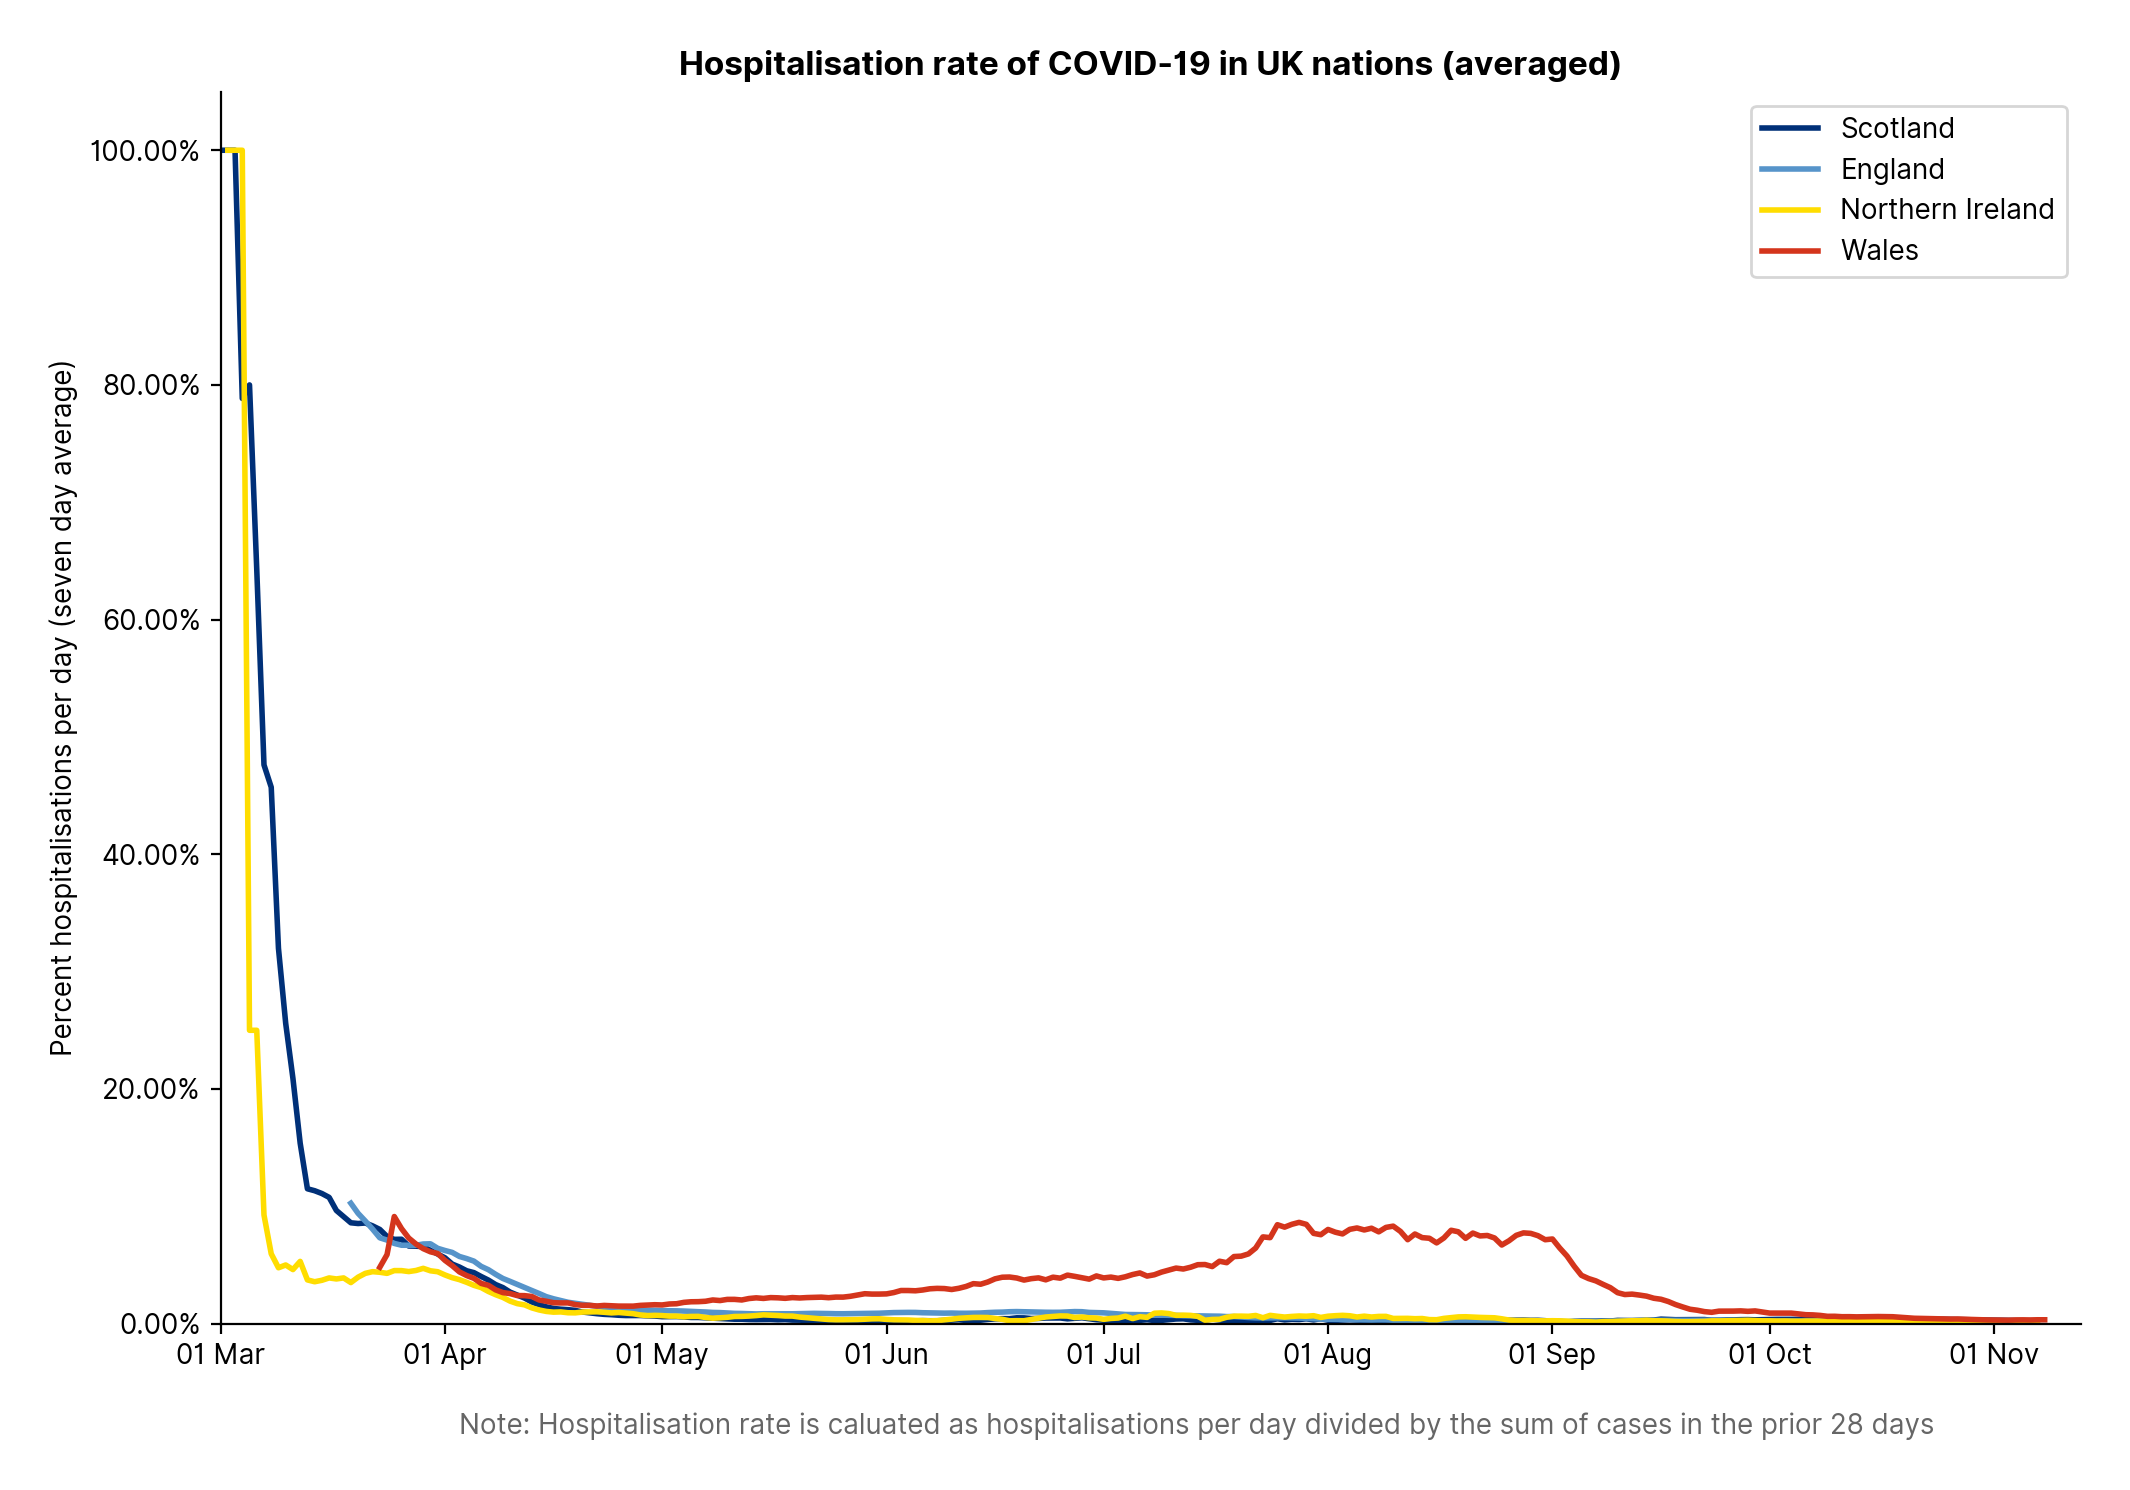 Hospitalisation rate of COVID-19 in UK nations (averaged)
Scotland
England
Northern Ireland
Wales
Percent hospitalisations per day (seven day average)
100.00%
80.00%
60.00%
40.00%
20.00%
0.00%
01 Mar
01 Apr
01 May
01 Jun
01 Jul
01 Aug
01 Sep
01 Oct
01 Nov
Note: Hospitalisation rate is caluated as hospitalisations per day divided by the sum of cases in the prior 28 days